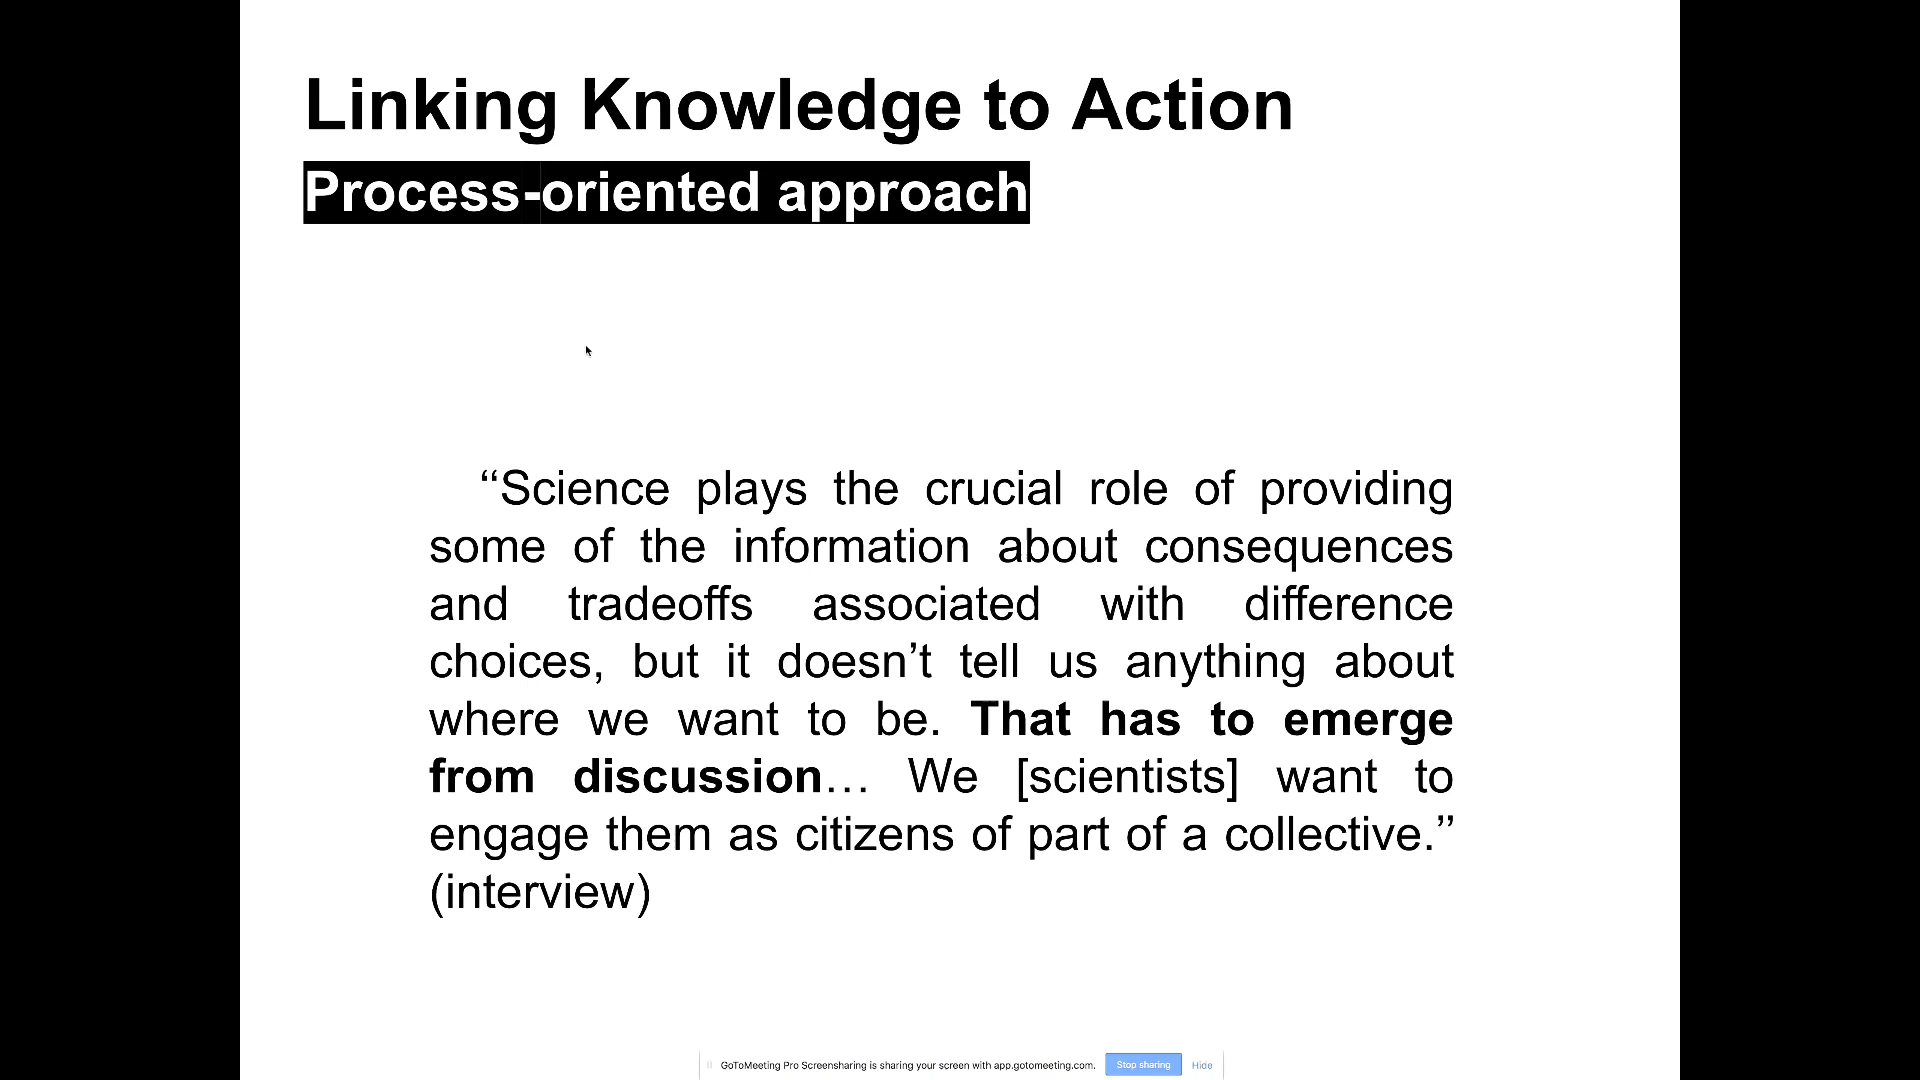 Linking Knowledge to Action
Process-oriented approach
‘‘Science plays the crucial role of providing
some of the information about consequences
and tradeoffs associated with difference
choices, but it doesn’t tell us anything about
where we want to be. That has to emerge
from discussion… We [scientists] want to
engage them as citizens of part of a collective.’’
(interview)
GoToMeeting Pro Screensharing is sharing your screen with app.gotomeeting.com. Stop sharing Hide